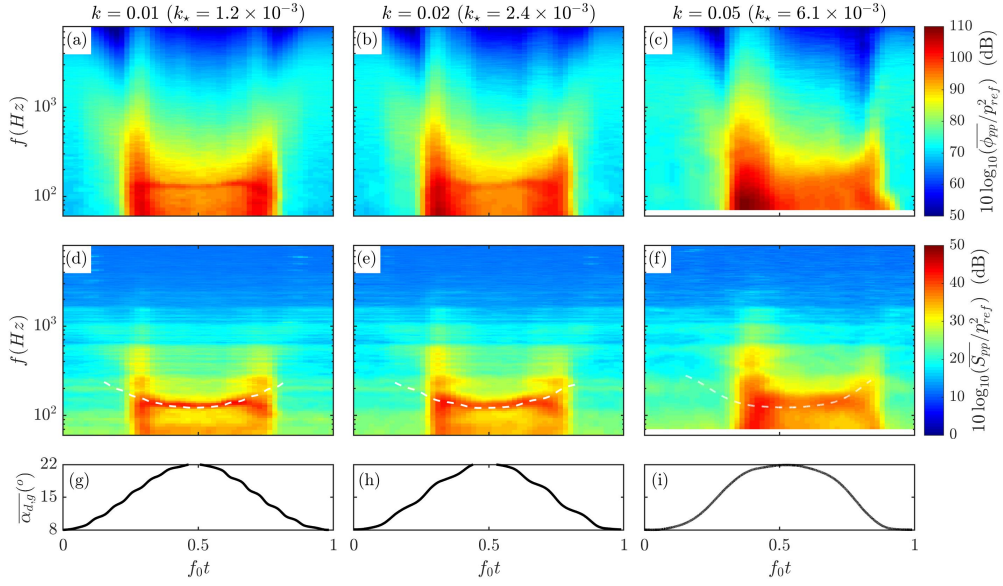 k = 0.01 (k⋆ = 1.2 × 10⁻³)
k = 0.02 (k⋆ = 2.4 × 10⁻³)
k = 0.05 (k⋆ = 6.1 × 10⁻³)
(a)
(b)
(c)
f(Hz)
10³
10²
110
100
90
80
70
60
50
10 log₁₀(ϕ̅p̅p̅/p²ref) (dB)
(d)
(e)
(f)
f(Hz)
10³
10²
50
40
30
20
10
0
10 log₁₀(S̅p̅p̅/p²ref) (dB)
(g)
(h)
(i)
α̅d,g(°)
22
15
8
0 0.5 1
0 0.5 1
0 0.5 1
f₀t
f₀t
f₀t